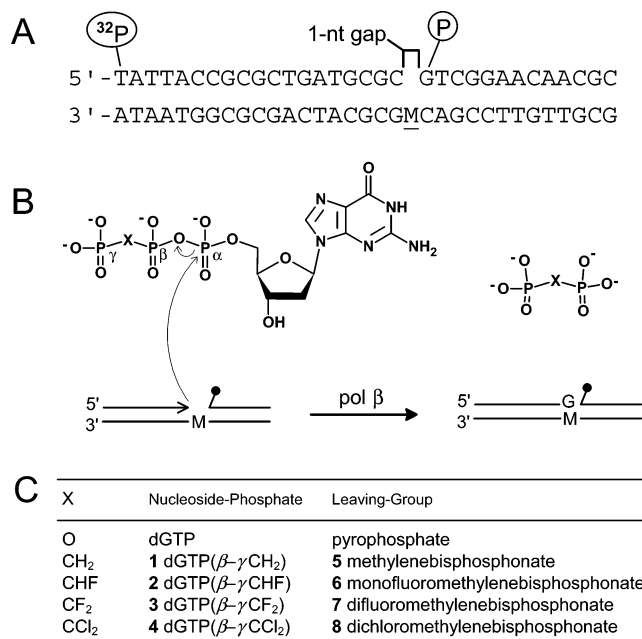 A
32P
1-nt gap
P
5'-TATTACCGCGCTGATGCGC GTCGGAACAACGC
3'-ATAATGGCGCGACTACGCGMCAGCCTTGTTGCG
B
O
N
NH
N
N
NH2
-O
-O
-O
-O
P
X
P
O
P
O
γ
β
α
O
O
O
O
OH
-O
O-
-O
P
X
P
O-
O
O
5'
3'
M
pol β
5'
3'
G
M
C
X Nucleoside-Phosphate Leaving-Group
O dGTP pyrophosphate
CH2 1 dGTP(β-γCH2) 5 methylenebisphosphonate
CHF 2 dGTP(β-γCHF) 6 monofluoromethylenebisphosphonate
CF2 3 dGTP(β-γCF2) 7 difluoromethylenebisphosphonate
CCl2 4 dGTP(β-γCCl2) 8 dichloromethylenebisphosphonate